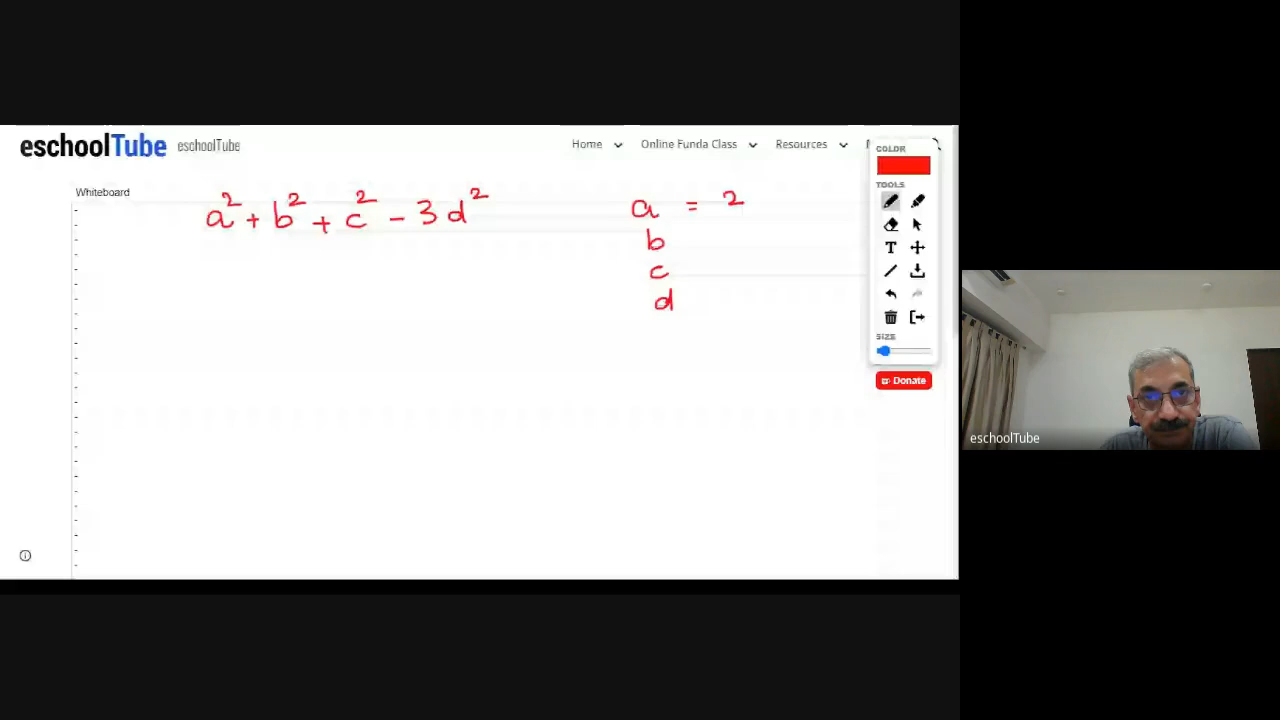 eschoolTube eschoolTube Home Online Funda Class Resources
COLOR
TOOLS
Whiteboard
a² + b² + c² - 3d²
a = 2
b
c
d
T
SIZE
Donate
eschoolTube